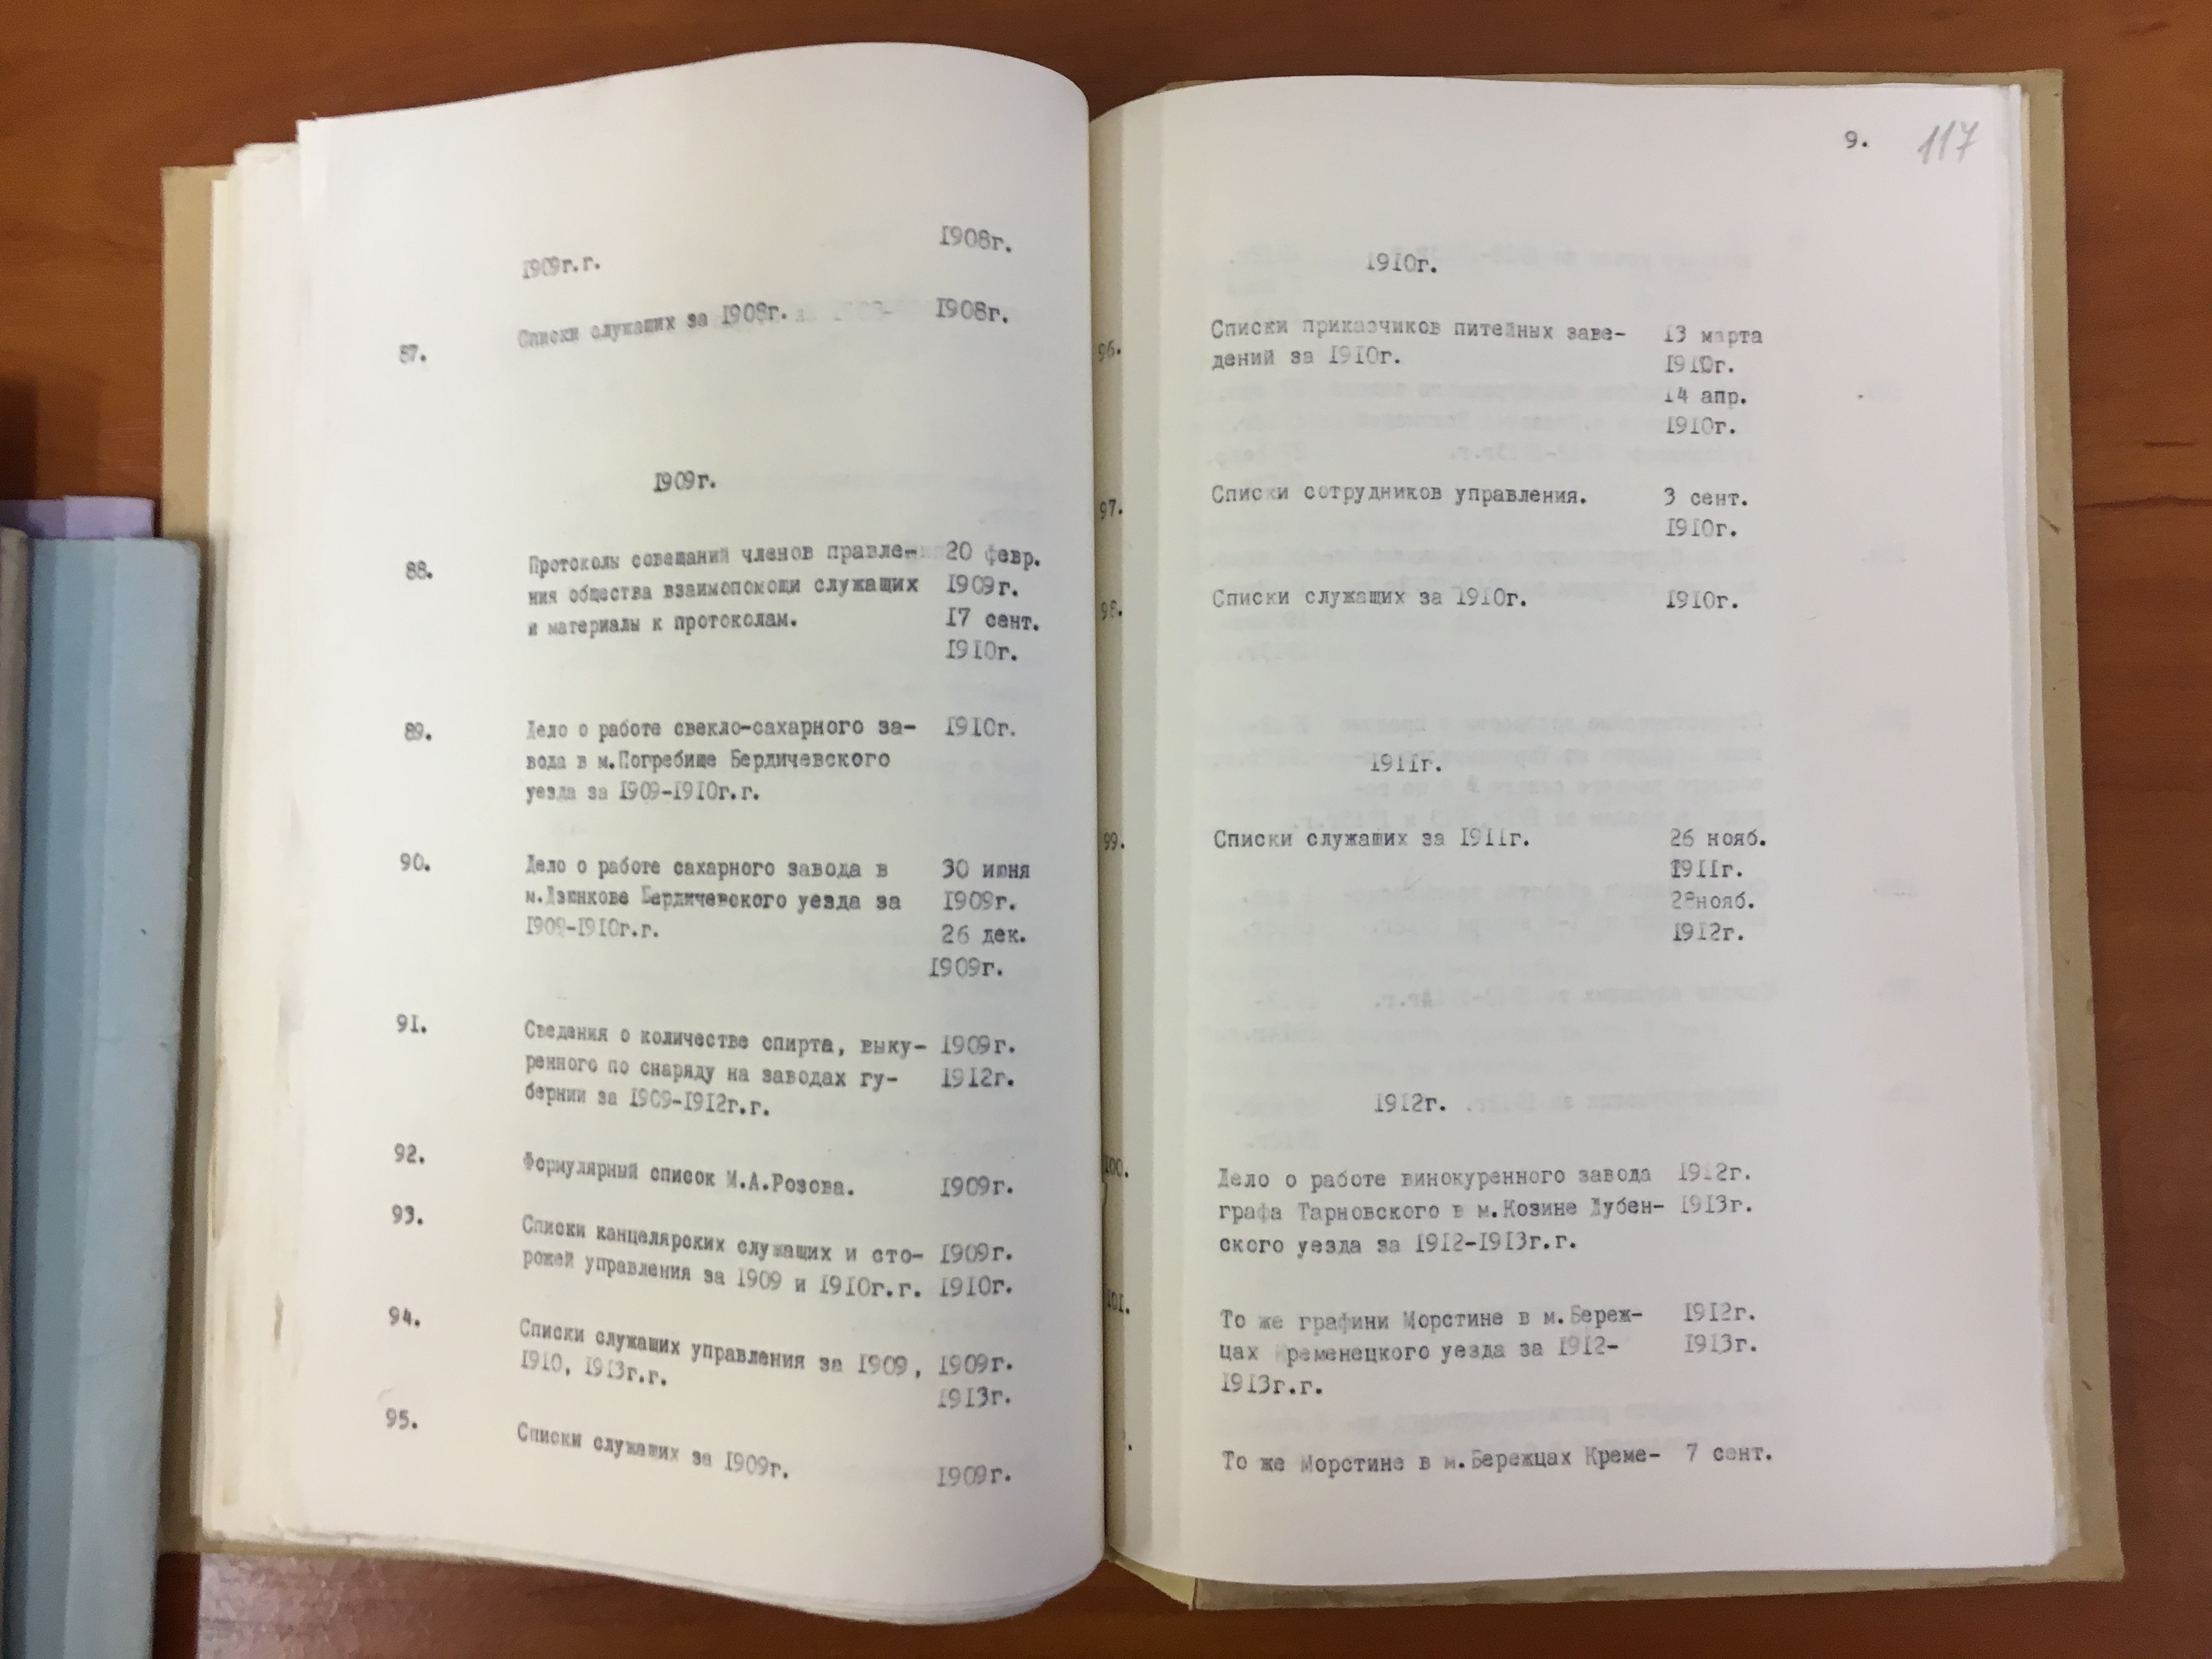 1908г.
1909г.г.
87. Списки служащих за 1908г. 1908г.
1909г.
88. Протоколы совещаний членов правле- 20 февр.
ния общества взаимопомощи служащих 1909г.
и материалы к протоколам. 17 сент.
1910г.
89. Дело о работе свекло-сахарного за- 1910г.
вода в м.Погребище Бердичевского
уезда за 1909-1910г.г.
90. Дело о работе сахарного завода в 30 июня
м.Дзюнкове Бердичевского уезда за 1909г.
1909-1910г.г. 26 дек.
1909г.
91. Сведения о количестве спирта, выку- 1909г.
ренного по снаряду на заводах гу- 1912г.
бернии за 1909-1912г.г.
92. Формулярный список М.А.Розова. 1909г.
93. Списки канцелярских служащих и сто- 1909г.
рожей управления за 1909 и 1910г.г. 1910г.
94. Списки служащих управления за 1909, 1909г.
1910, 1913г.г. 1913г.
95. Списки служащих за 1909г. 1909г.
9. 117
1910г.
96. Списки приказчиков питейных заве- 13 марта
дений за 1910г. 1910г.
14 апр.
1910г.
97. Списки сотрудников управления. 3 сент.
1910г.
98. Списки служащих за 1910г. 1910г.
1911г.
99. Списки служащих за 1911г. 26 нояб.
1911г.
28нояб.
1912г.
1912г.
100. Дело о работе винокуренного завода 1912г.
графа Тарновского в м.Козине Дубен- 1913г.
ского уезда за 1912-1913г.г.
101. То же графини Морстине в м.Береж- 1912г.
цах Кременецкого уезда за 1912- 1913г.
1913г.г.
То же Морстине в м.Бережцах Креме- 7 сент.